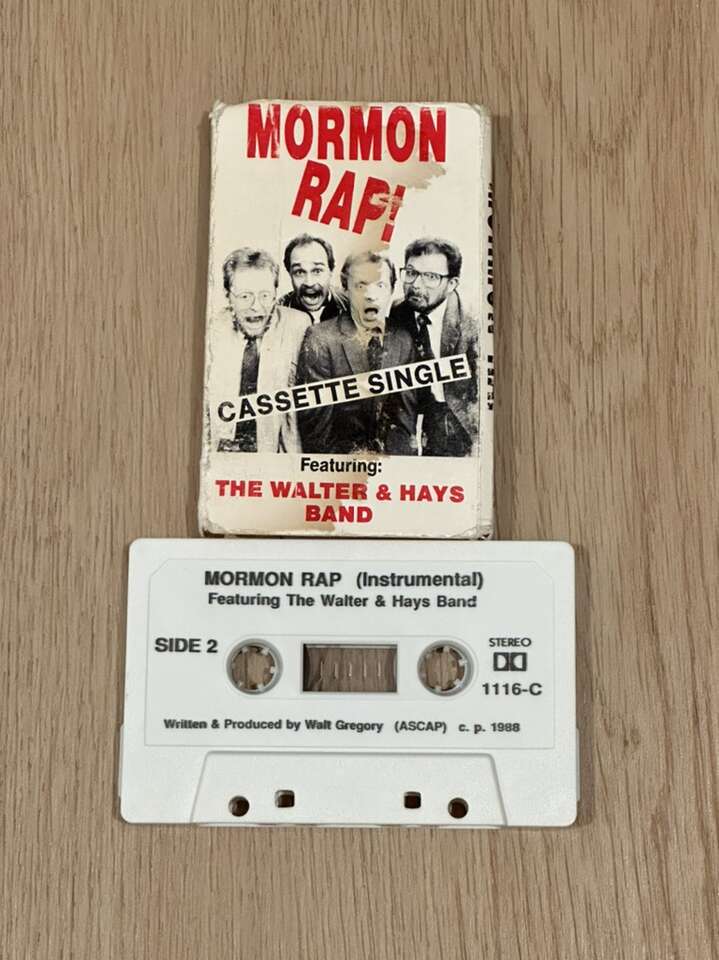 MORMON
RAP!
CASSETTE SINGLE
Featuring:
THE WALTER & HAYS
BAND
MORMON RAP (Instrumental)
Featuring The Walter & Hays Band
SIDE 2
STEREO
1116-C
Written & Produced by Walt Gregory (ASCAP) c. p. 1988